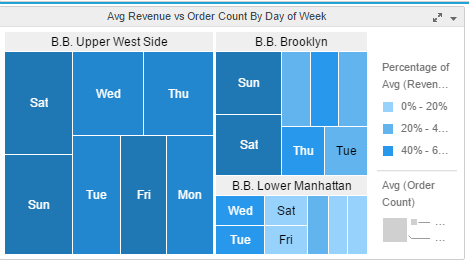 Avg Revenue vs Order Count By Day of Week
B.B. Upper West Side
Sat
Wed
Thu
Sun
Tue
Fri
Mon
B.B. Brooklyn
Sun
Sat
Thu
Tue
B.B. Lower Manhattan
Wed
Sat
Tue
Fri
Percentage of
Avg (Reven...
0% - 20%
20% - 4...
40% - 6...
Avg (Order
Count)
...
...